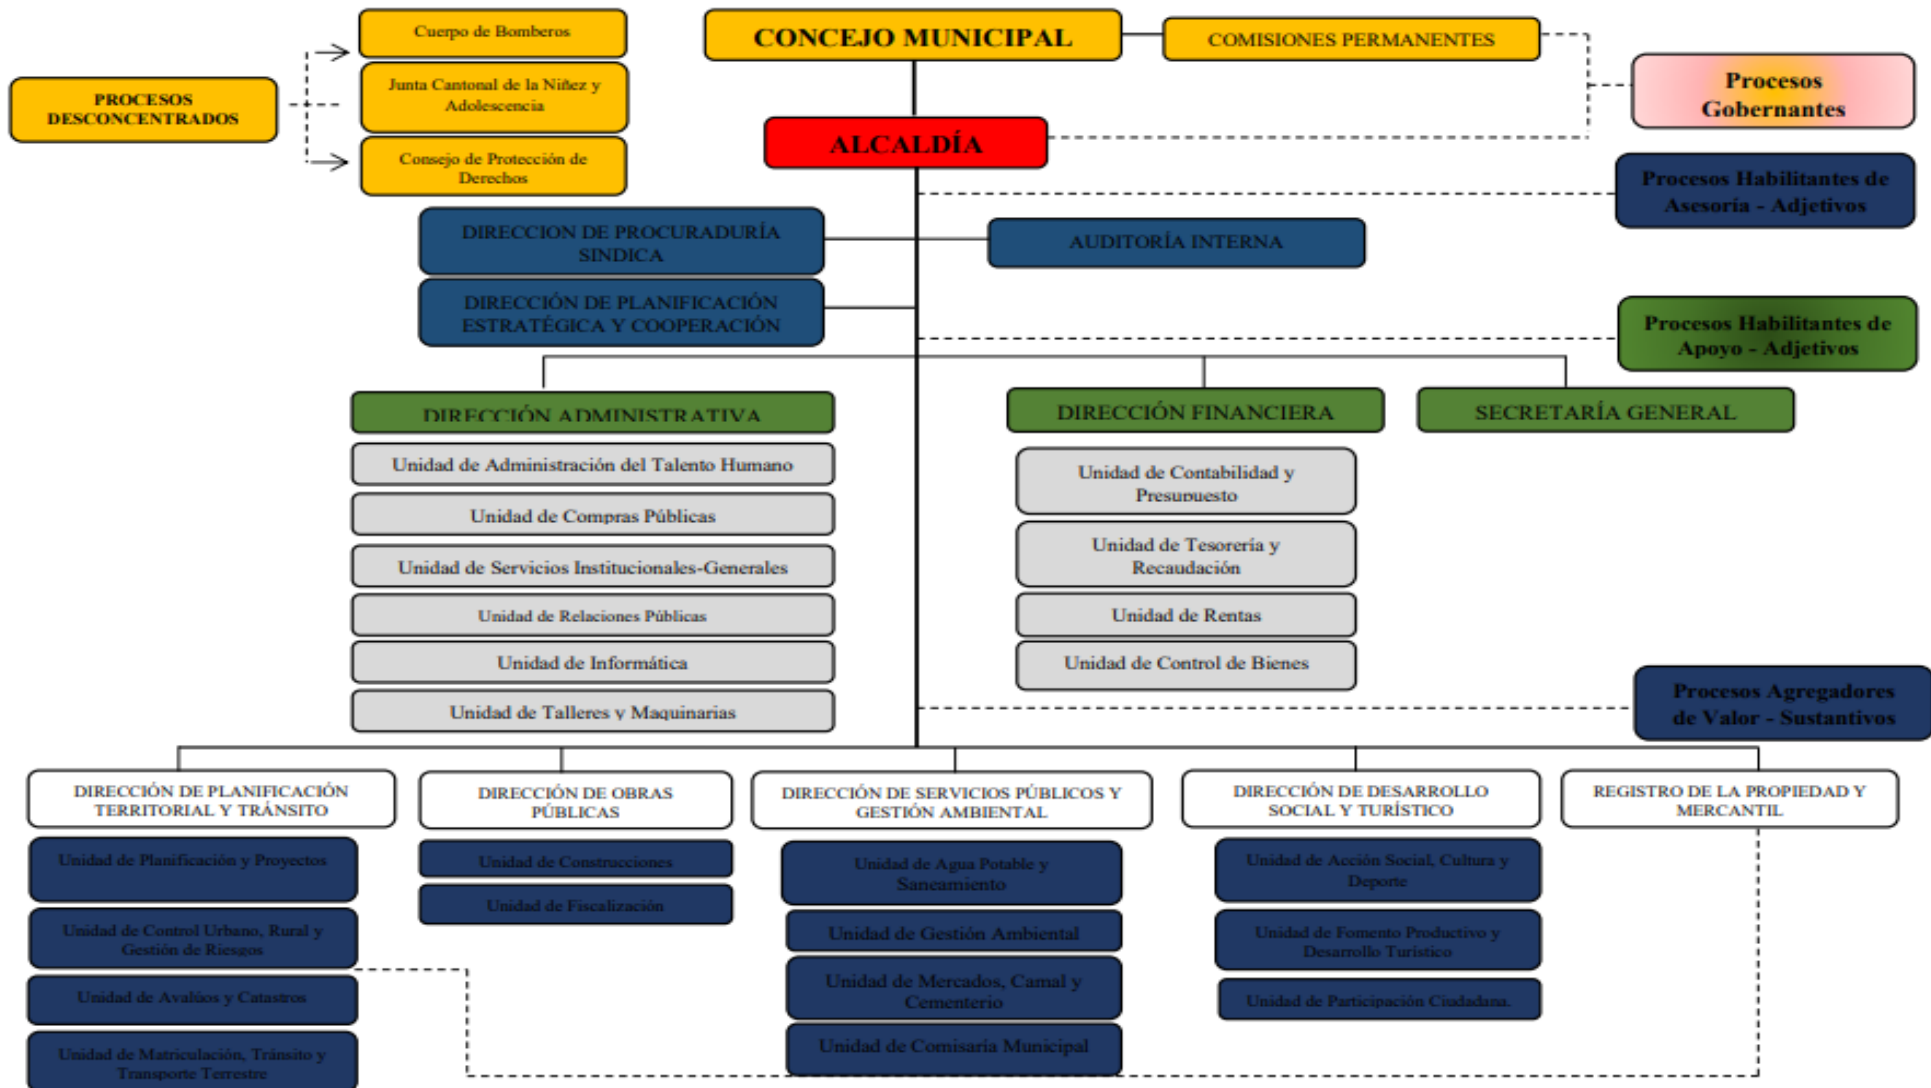 Cuerpo de Bomberos
CONCEJO MUNICIPAL
COMISIONES PERMANENTES
PROCESOS
DESCONCENTRADOS
Junta Cantonal de la Niñez y
Adolescencia
Procesos
Gobernantes
ALCALDÍA
Consejo de Protección de
Derechos
Procesos Habilitantes de
Asesoría - Adjetivos
DIRECCION DE PROCURADURÍA
SINDICA
AUDITORÍA INTERNA
DIRECCIÓN DE PLANIFICACIÓN
ESTRATÉGICA Y COOPERACIÓN
Procesos Habilitantes de
Apoyo - Adjetivos
DIRECCIÓN ADMINISTRATIVA
DIRECCIÓN FINANCIERA
SECRETARÍA GENERAL
Unidad de Administración del Talento Humano
Unidad de Compras Públicas
Unidad de Servicios Institucionales-Generales
Unidad de Relaciones Públicas
Unidad de Informática
Unidad de Talleres y Maquinarias
Unidad de Contabilidad y
Presupuesto
Unidad de Tesorería y
Recaudación
Unidad de Rentas
Unidad de Control de Bienes
Procesos Agregadores
de Valor - Sustantivos
DIRECCIÓN DE PLANIFICACIÓN
TERRITORIAL Y TRÁNSITO
Unidad de Planificación y Proyectos
Unidad de Control Urbano, Rural y
Gestión de Riesgos
Unidad de Avalúos y Catastros
Unidad de Matriculación, Tránsito y
Transporte Terrestre
DIRECCIÓN DE OBRAS
PÚBLICAS
Unidad de Construcciones
Unidad de Fiscalización
DIRECCIÓN DE SERVICIOS PÚBLICOS Y
GESTIÓN AMBIENTAL
Unidad de Agua Potable y
Saneamiento
Unidad de Gestión Ambiental
Unidad de Mercados, Camal y
Cementerio
Unidad de Comisaría Municipal
DIRECCIÓN DE DESARROLLO
SOCIAL Y TURÍSTICO
Unidad de Acción Social, Cultura y
Deporte
Unidad de Fomento Productivo y
Desarrollo Turístico
Unidad de Participación Ciudadana.
REGISTRO DE LA PROPIEDAD Y
MERCANTIL